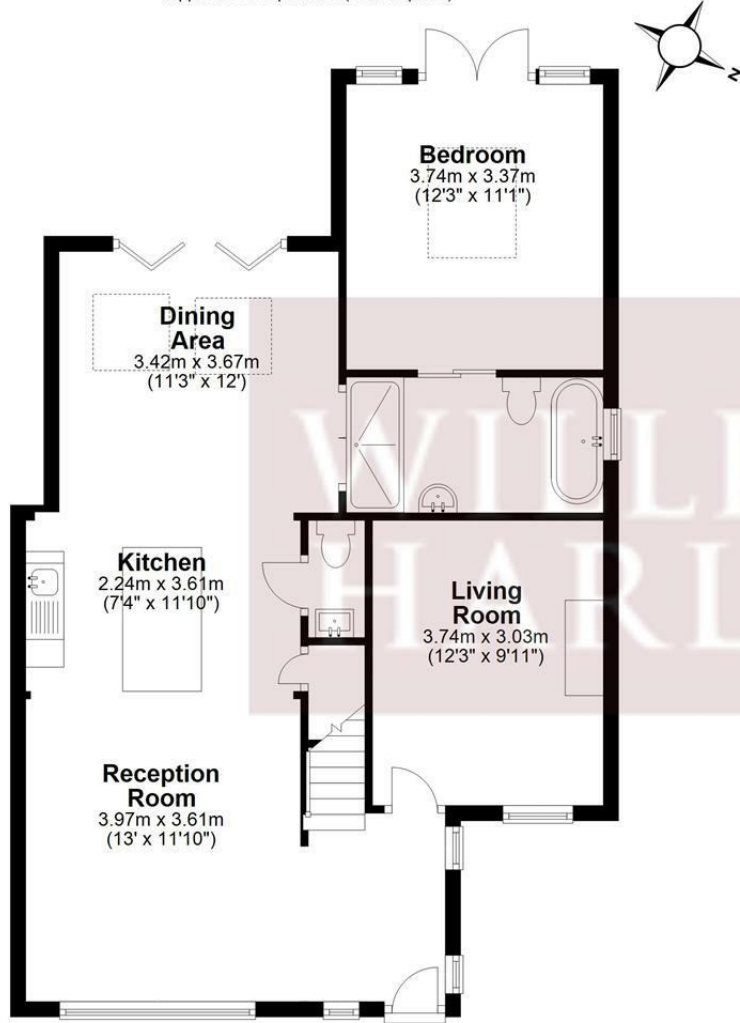 N
Bedroom
3.74m x 3.37m
(12'3" x 11'1")
Dining
Area
3.42m x 3.67m
(11'3" x 12')
Kitchen
2.24m x 3.61m
(7'4" x 11'10")
Living
Room
3.74m x 3.03m
(12'3" x 9'11")
Reception
Room
3.97m x 3.61m
(13' x 11'10")